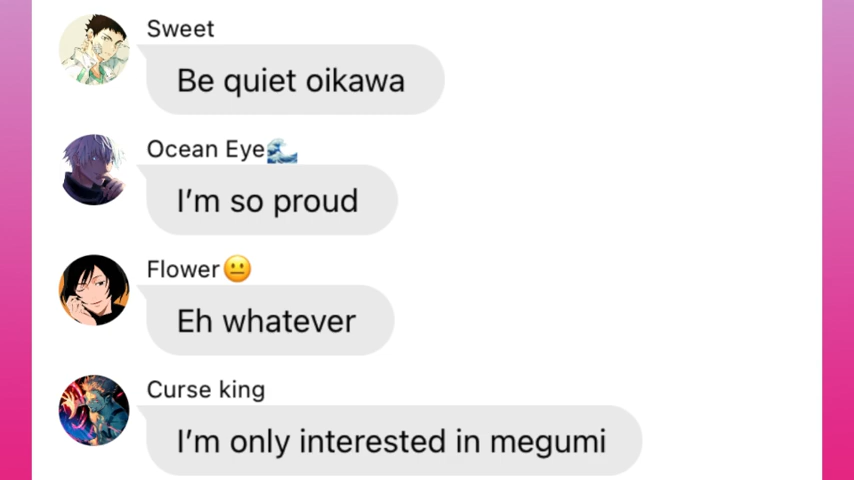 Sweet
Be quiet oikawa
Ocean Eye🌊
I'm so proud
Flower😐
Eh whatever
Curse king
I'm only interested in megumi